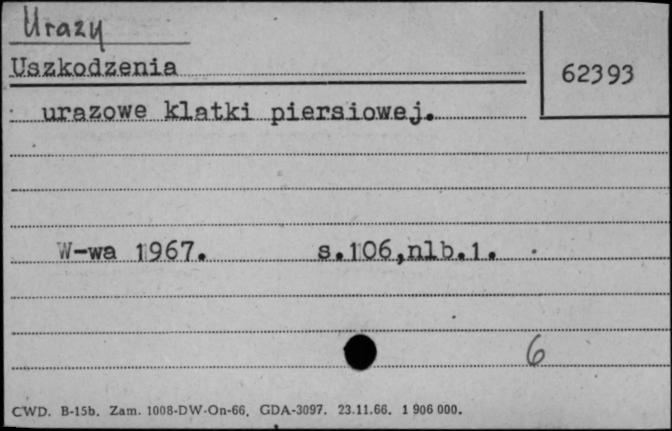 Urazy
Uszkodzenia
62393
urazowe klatki piersiowej.
W-wa 1967. s.106,nlb.1.
6
CWD. B-15b. Zam. 1008-DW-On-66. GDA-3097. 23.11.66. 1 906 000.